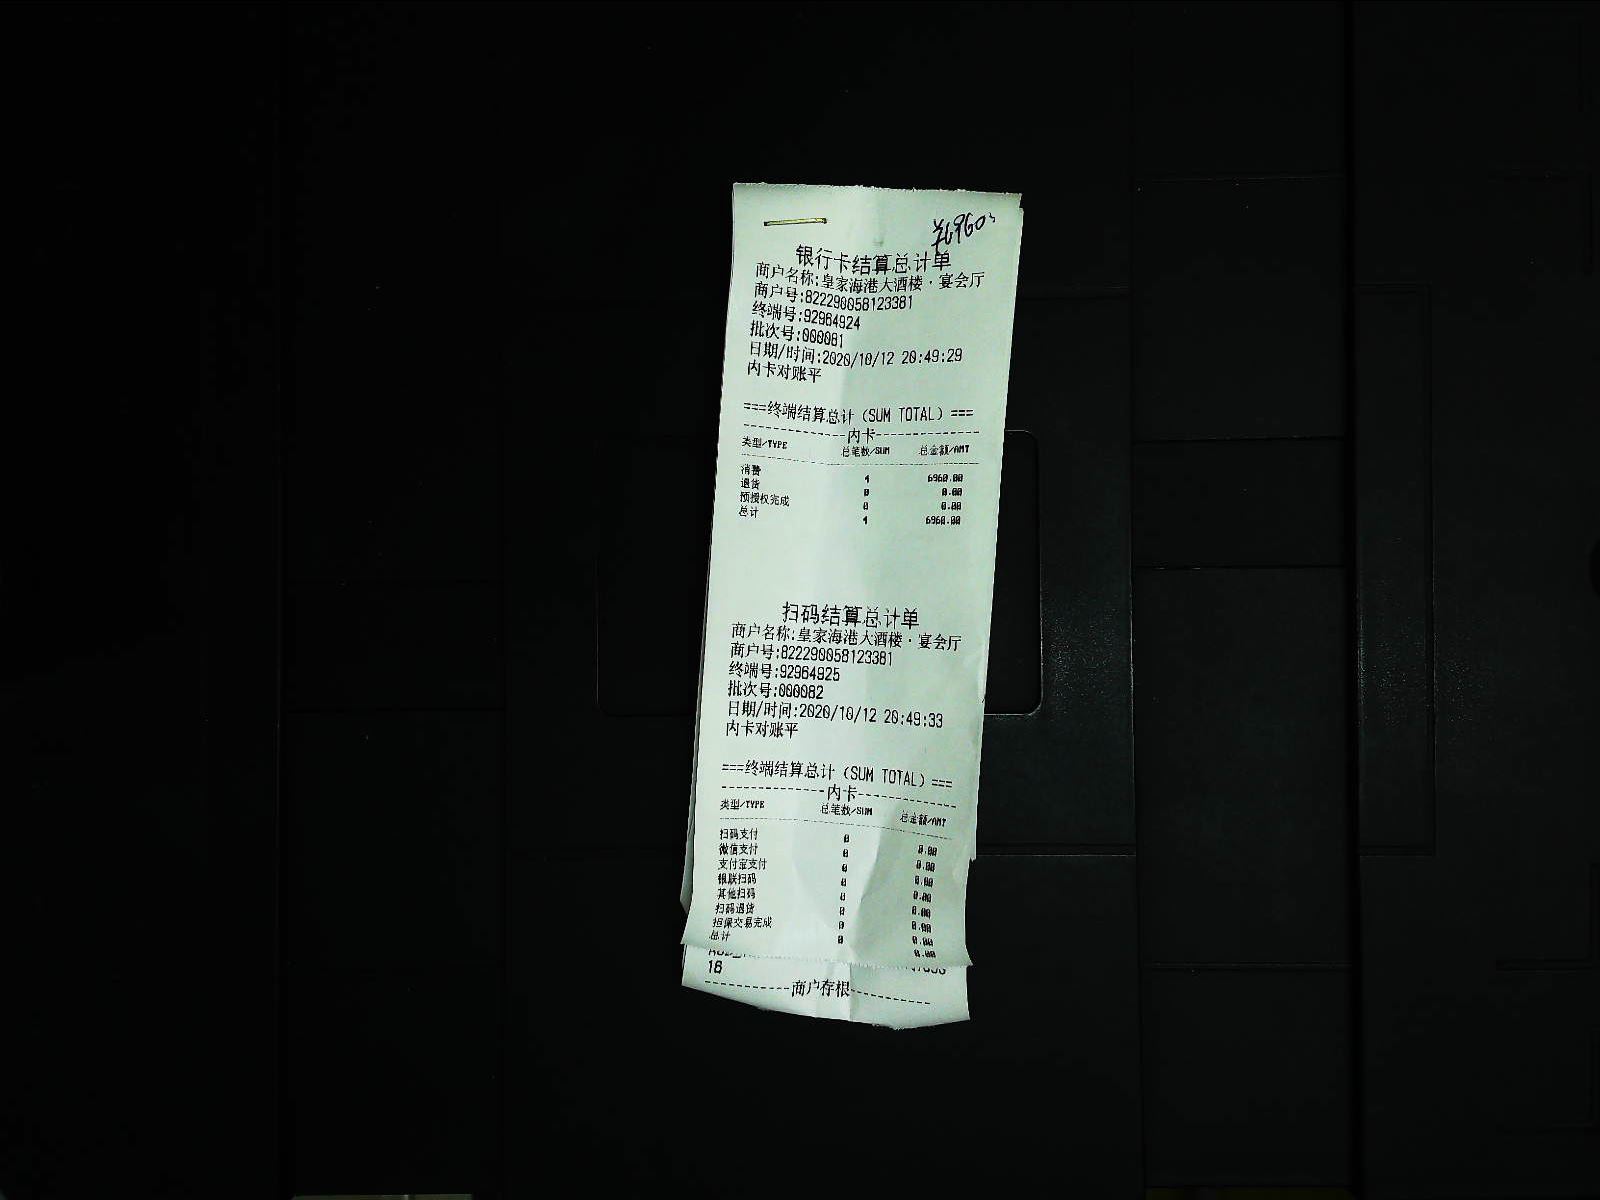 ¥6960
银行卡结算总计单
商户名称:皇家海港大酒楼·宴会厅
商户号:822290058123381
终端号:92964924
批次号:000081
日期/时间:2020/10/12 20:49:29
内卡对账平
===终端结算总计(SUM TOTAL)===
内卡
类型/TYPE 总笔数/SUM 总金额/AMT
消费 4 6960.00
退货 0 0.00
预授权完成 0 0.00
总计 4 6960.00
扫码结算总计单
商户名称:皇家海港大酒楼·宴会厅
商户号:822290058123381
终端号:92964925
批次号:000082
日期/时间:2020/10/12 20:49:33
内卡对账平
===终端结算总计(SUM TOTAL)===
内卡
类型/TYPE 总笔数/SUM 总金额/AMT
扫码支付 0 0.00
微信支付 0 0.00
支付宝支付 0 0.00
银联扫码 0 0.00
其他扫码 0 0.00
扫码退货 0 0.00
担保交易完成 0 0.00
总计 0 0.00
16
商户存根